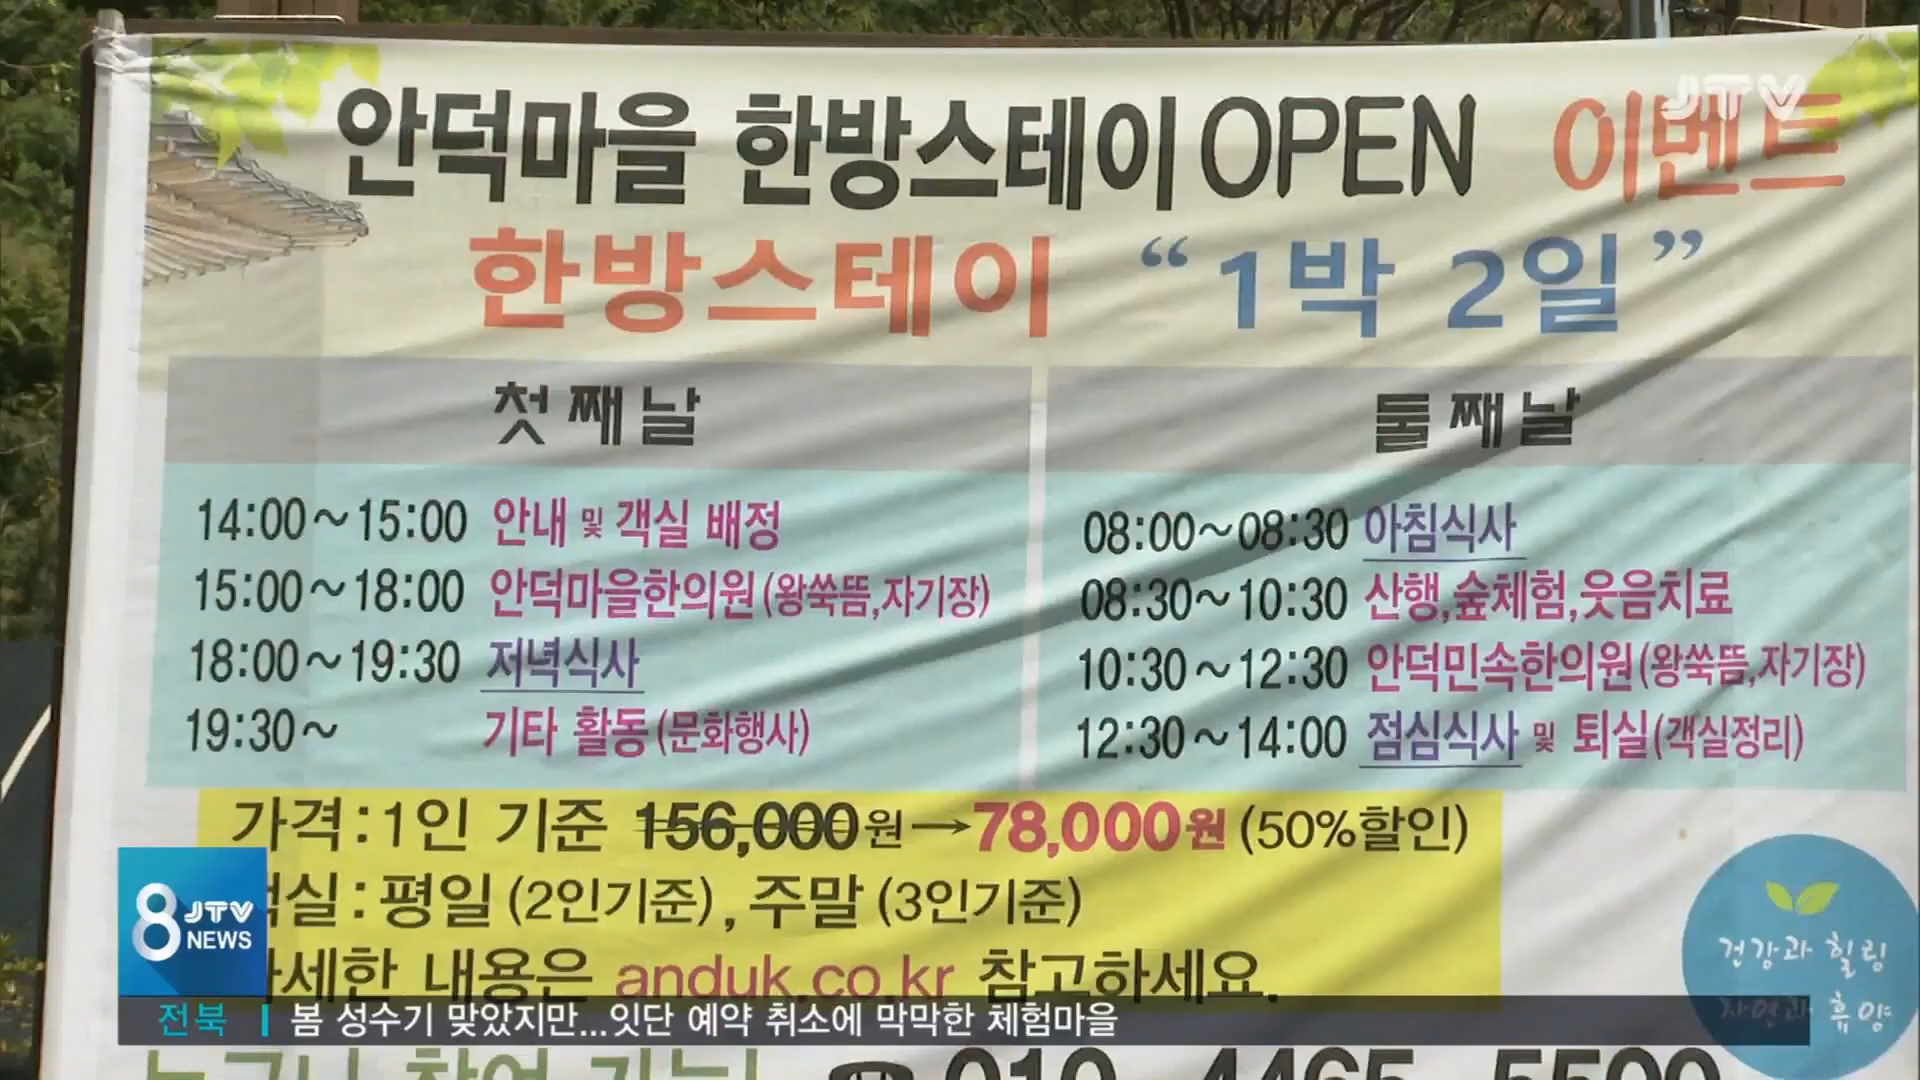 JTV
안덕마을 한방스테이 OPEN 이벤트
한방스테이 “1박 2일”
첫째날
14:00~15:00 안내 및 객실 배정
15:00~18:00 안덕마을한의원(왕쑥뜸,자기장)
18:00~19:30 저녁식사
19:30~ 기타 활동(문화행사)
둘째날
08:00~08:30 아침식사
08:30~10:30 산행,숲체험,웃음치료
10:30~12:30 안덕민속한의원(왕쑥뜸,자기장)
12:30~14:00 점심식사 및 퇴실(객실정리)
가격:1인 기준 156,000원→78,000원(50%할인)
객실:평일(2인기준),주말(3인기준)
자세한 내용은 anduk.co.kr 참고하세요.
건강과 힐링
자연과 휴양
8 JTV NEWS
전북 | 봄 성수기 맞았지만...잇단 예약 취소에 막막한 체험마을